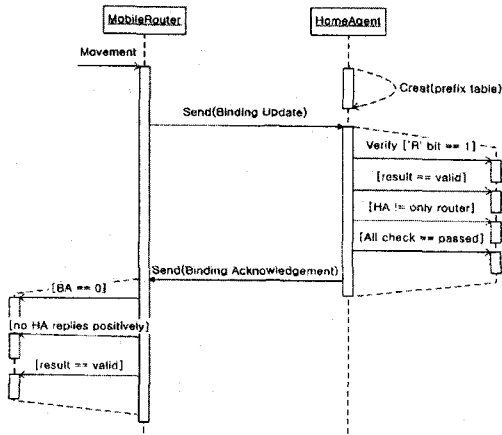 MobileRouter HomeAgent
Movement
Creat(prefix table)
Send(Binding Update)
Verify ['R' bit == 1]
[result == valid]
[HA != only router]
[All check == passed]
Send(Binding Acknowledgement)
[BA == 0]
[no HA replies positively]
[result == valid]